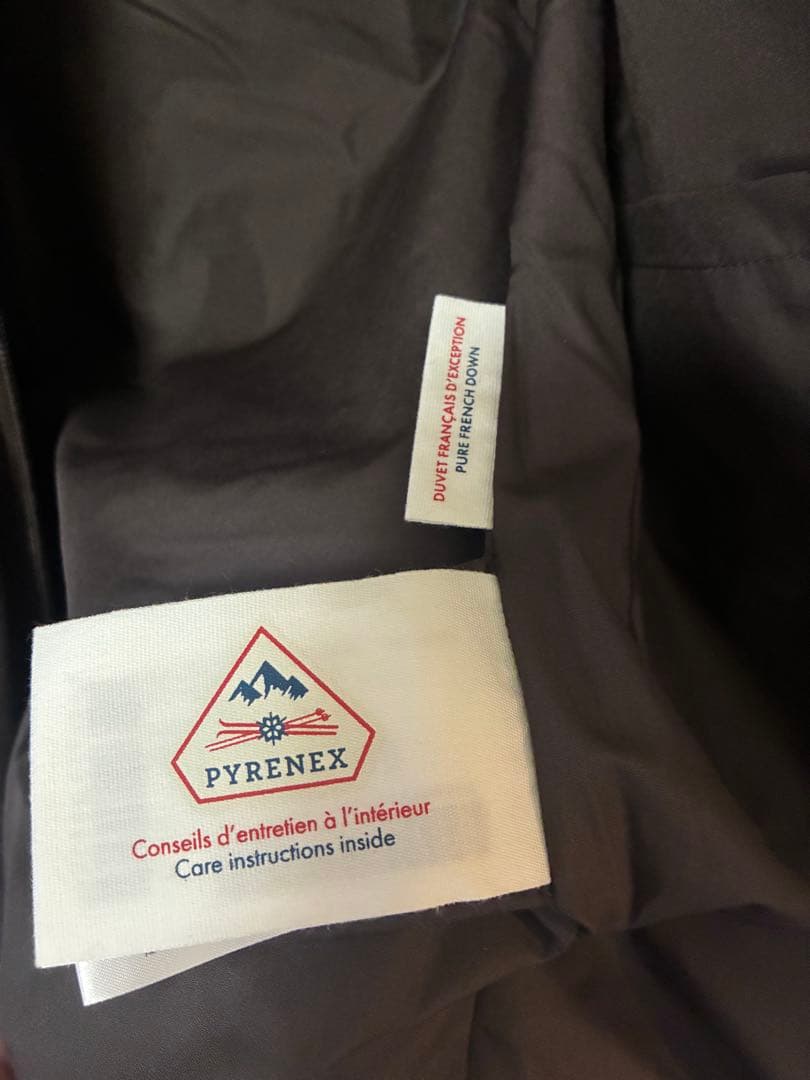 DUVET FRANÇAIS D'EXCEPTION
PURE FRENCH DOWN
PYRENEX
Conseils d'entretien à l'intérieur
Care instructions inside